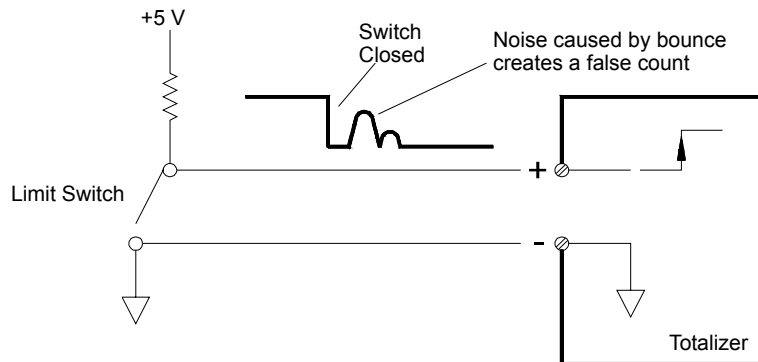 +5 V
Switch
Closed
Noise caused by bounce
creates a false count
Limit Switch
+
-
Totalizer